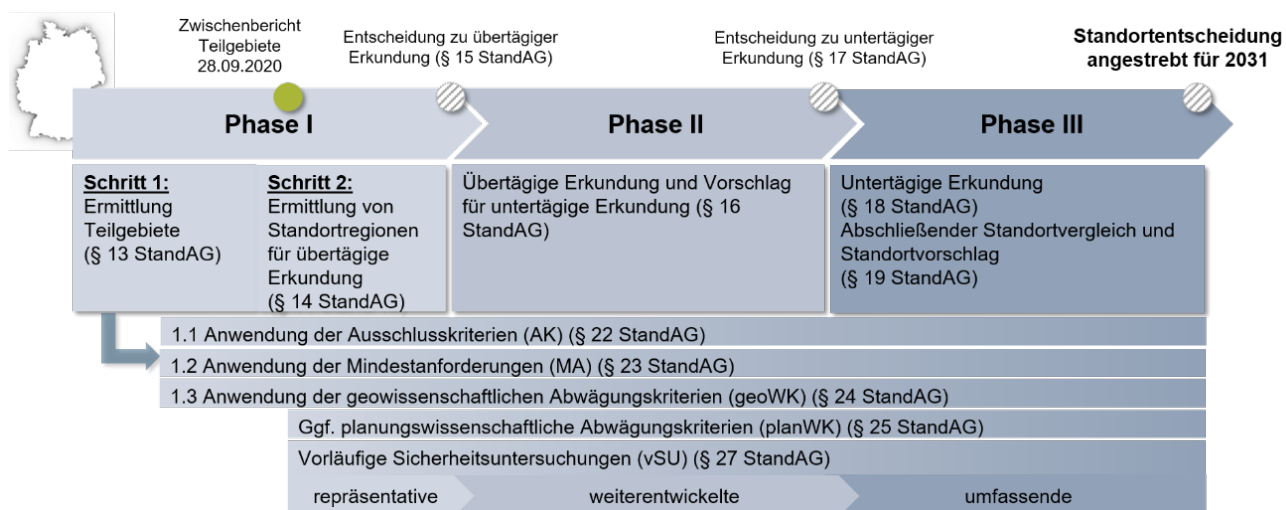 Zwischenbericht
Teilgebiete
28.09.2020
Entscheidung zu übertägiger
Erkundung (§ 15 StandAG)
Entscheidung zu untertägiger
Erkundung (§ 17 StandAG)
Standortentscheidung
angestrebt für 2031
Phase I
Phase II
Phase III
Schritt 1:
Ermittlung
Teilgebiete
(§ 13 StandAG)
Schritt 2:
Ermittlung von
Standortregionen
für übertägige
Erkundung
(§ 14 StandAG)
Übertägige Erkundung und Vorschlag
für untertägige Erkundung (§ 16
StandAG)
Untertägige Erkundung
(§ 18 StandAG)
Abschließender Standortvergleich und
Standortvorschlag
(§ 19 StandAG)
1.1 Anwendung der Ausschlusskriterien (AK) (§ 22 StandAG)
1.2 Anwendung der Mindestanforderungen (MA) (§ 23 StandAG)
1.3 Anwendung der geowissenschaftlichen Abwägungskriterien (geoWK) (§ 24 StandAG)
Ggf. planungswissenschaftliche Abwägungskriterien (planWK) (§ 25 StandAG)
Vorläufige Sicherheitsuntersuchungen (vSU) (§ 27 StandAG)
repräsentative
weiterentwickelte
umfassende